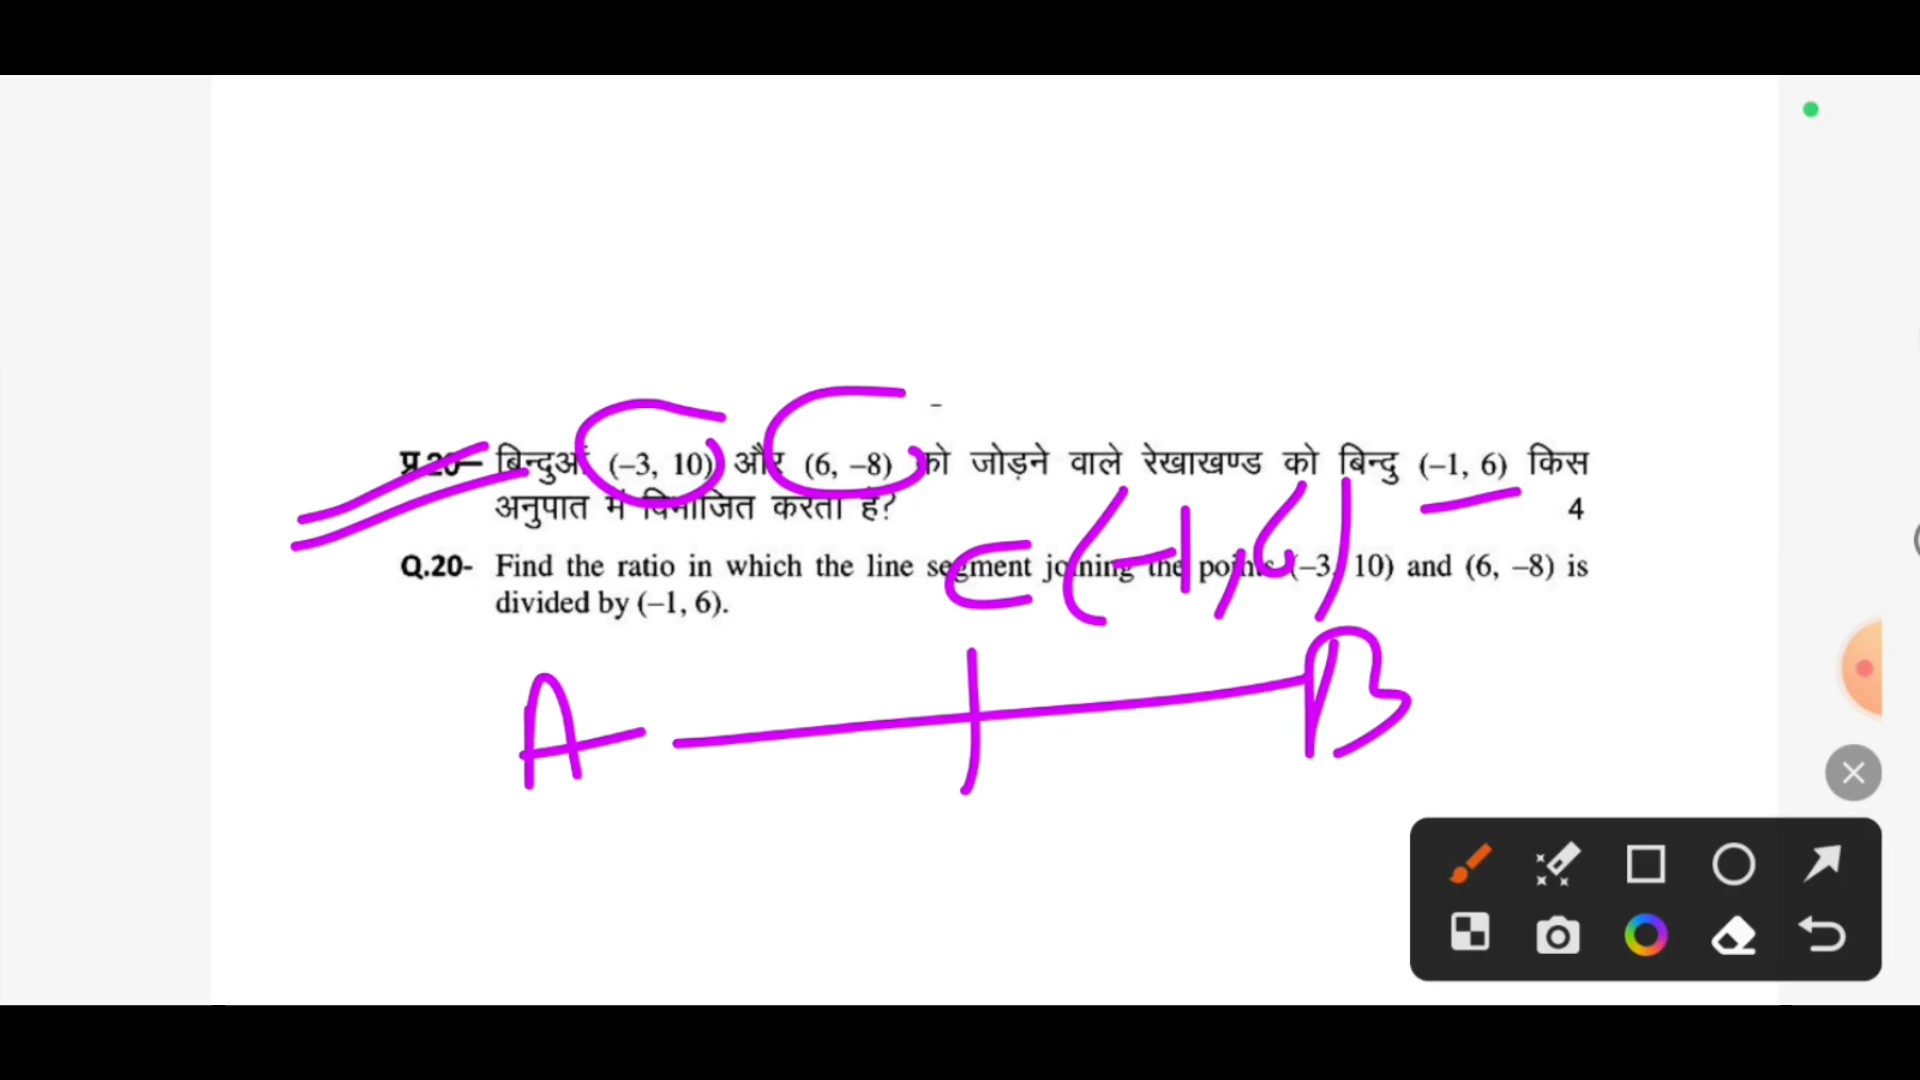 प्र.20– बिन्दुओं (–3, 10) और (6, –8) को जोड़ने वाले रेखाखण्ड को बिन्दु (–1, 6) किस
अनुपात में विभाजित करता है?
4
Q.20- Find the ratio in which the line segment joining the points (–3, 10) and (6, –8) is
divided by (–1, 6).
C (-1, 6)
A B